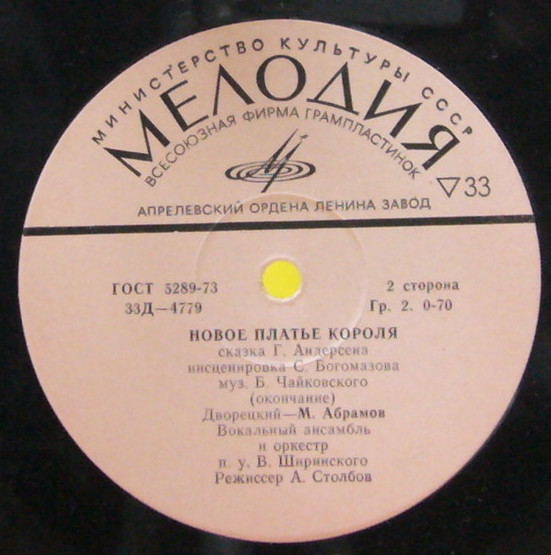 МИНИСТЕРСТВО КУЛЬТУРЫ СССР
МЕЛОДИЯ
ВСЕСОЮЗНАЯ ФИРМА ГРАМПЛАСТИНОК
▽33
АПРЕЛЕВСКИЙ ОРДЕНА ЛЕНИНА ЗАВОД
ГОСТ 5289-73
2 сторона
33Д—4779
Гр. 2. 0-70
НОВОЕ ПЛАТЬЕ КОРОЛЯ
сказка Г. Андерсена
инсценировка С. Богомазова
муз. Б. Чайковского
(окончание)
Дворецкий—М. Абрамов
Вокальный ансамбль
и оркестр
п. у. В. Ширинского
Режиссер А. Столбов